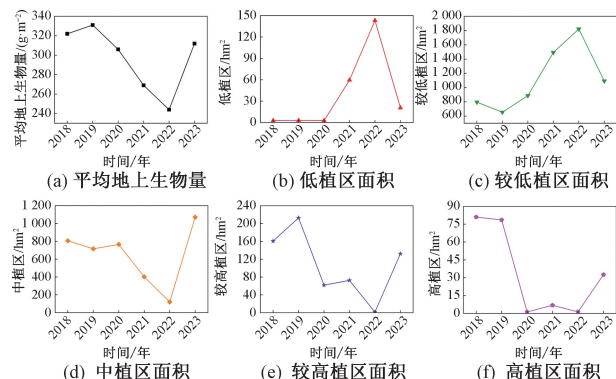 平均地上生物量/(g·m⁻²)
340
320
300
280
260
240
2018 2019 2020 2021 2022 2023
时间/年
(a) 平均地上生物量
低植区/hm²
150
120
90
60
30
0
2018 2019 2020 2021 2022 2023
时间/年
(b) 低植区面积
较低植区/hm²
2 000
1 800
1 600
1 400
1 200
1 000
800
600
2018 2019 2020 2021 2022 2023
时间/年
(c) 较低植区面积
中植区/hm²
1 200
1 000
800
600
400
200
0
2018 2019 2020 2021 2022 2023
时间/年
(d) 中植区面积
较高植区/hm²
240
200
160
120
80
40
0
2018 2019 2020 2021 2022 2023
时间/年
(e) 较高植区面积
高植区/hm²
90
75
60
45
30
15
0
2018 2019 2020 2021 2022 2023
时间/年
(f) 高植区面积